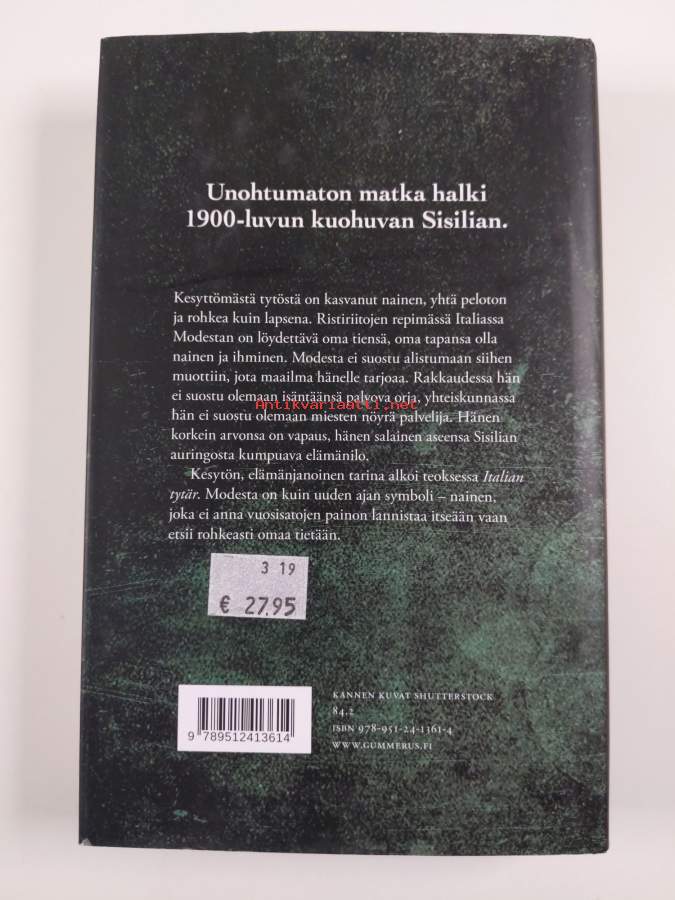 Unohtumaton matka halki
1900-luvun kuohuvan Sisilian.
Kesyttömästä tytöstä on kasvanut nainen, yhtä peloton
ja rohkea kuin lapsena. Ristiriitojen repimässä Italiassa
Modestan on löydettävä oma tiensä, oma tapansa olla
nainen ja ihminen. Modesta ei suostu alistumaan siihen
muottiin, jota maailma hänelle tarjoaa. Rakkaudessa hän
ei suostu olemaan isäntäänsä palvova orja, yhteiskunnassa
Antikvariaatti.net
hän ei suostu olemaan miesten nöyrä palvelija. Hänen
korkein arvonsa on vapaus, hänen salainen aseensa Sisilian
auringosta kumpuava elämänilo.
Kesytön, elämänjanoinen tarina alkoi teoksessa Italian
tytär. Modesta on kuin uuden ajan symboli – nainen,
joka ei anna vuosisatojen painon lannistaa itseään vaan
etsii rohkeasti omaa tietään.
3 19
€ 27.95
9 789512 413614
KANNEN KUVAT SHUTTERSTOCK
84.2
ISBN 978-951-24-1361-4
WWW.GUMMERUS.FI